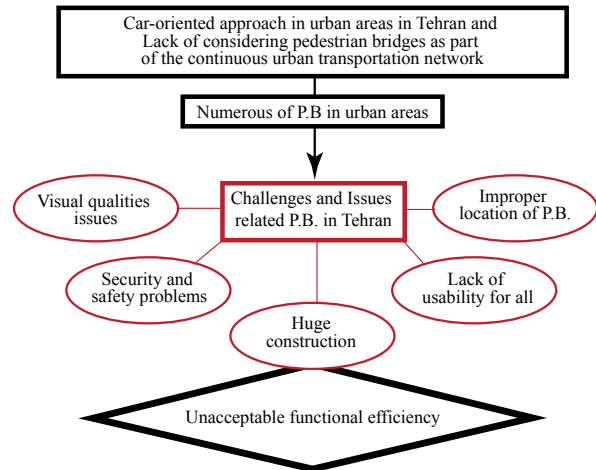 Car-oriented approach in urban areas in Tehran and
Lack of considering pedestrian bridges as part
of the continuous urban transportation network
Numerous of P.B in urban areas
Challenges and Issues
related P.B. in Tehran
Visual qualities
issues
Improper
location of P.B.
Security and
safety problems
Lack of
usability for all
Huge
construction
Unacceptable functional efficiency